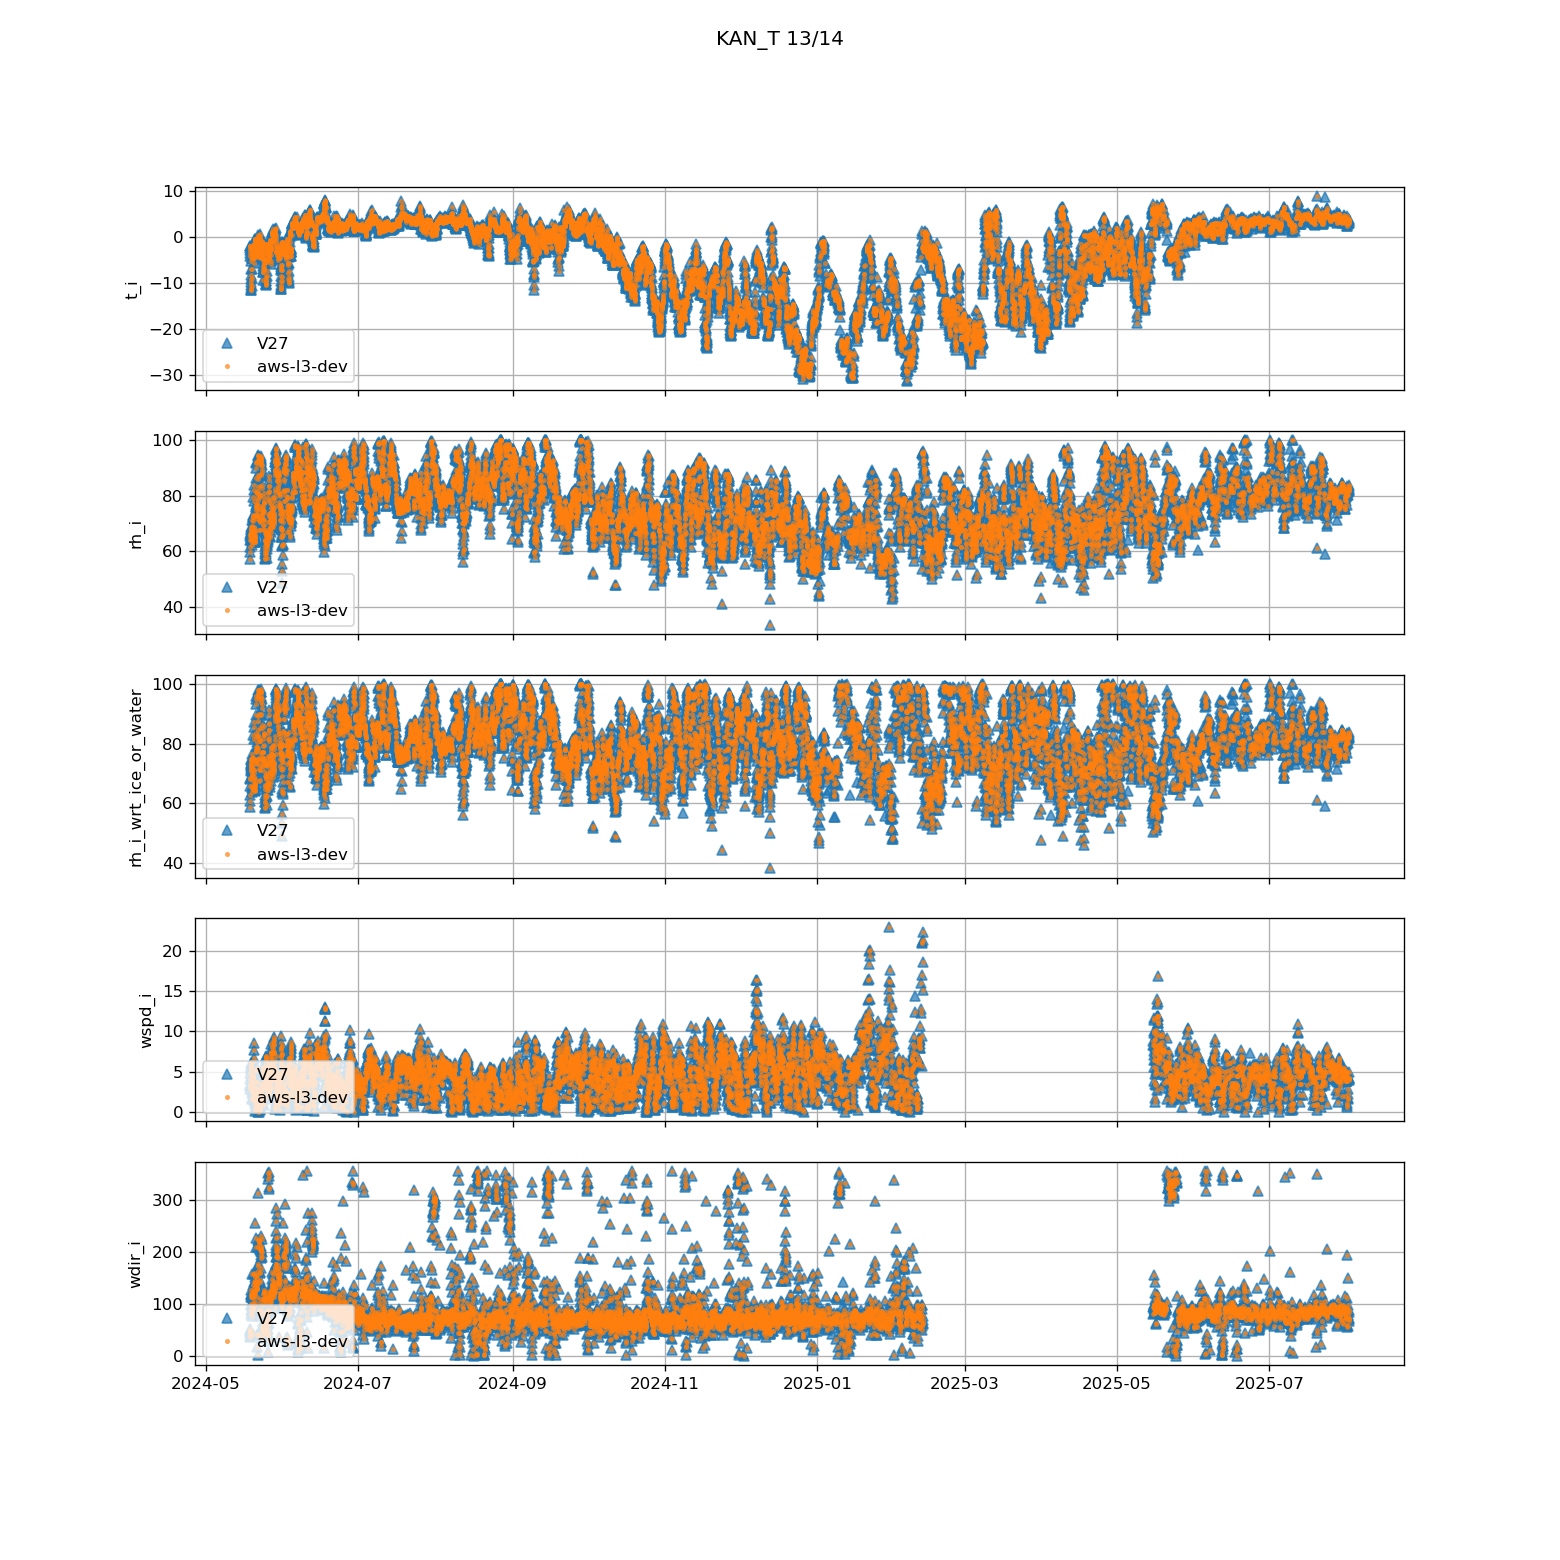 KAN_T 13/14
10
0
−10
−20
−30
t_i
V27
aws-l3-dev
100
80
60
40
rh_i
V27
aws-l3-dev
100
80
60
40
rh_i_wrt_ice_or_water
V27
aws-l3-dev
20
15
10
5
0
wspd_i
V27
aws-l3-dev
300
200
100
0
wdir_i
V27
aws-l3-dev
2024-05 2024-07 2024-09 2024-11 2025-01 2025-03 2025-05 2025-07